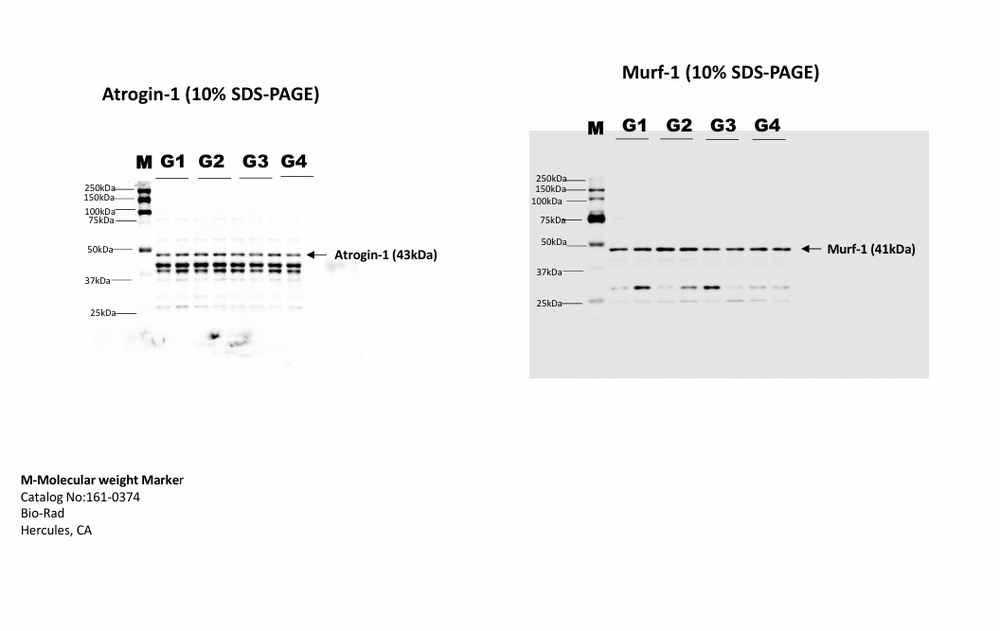 Atrogin-1 (10% SDS-PAGE)
M G1 G2 G3 G4
250kDa
150kDa
100kDa
75kDa
50kDa
37kDa
25kDa
Atrogin-1 (43kDa)
Murf-1 (10% SDS-PAGE)
M G1 G2 G3 G4
250kDa
150kDa
100kDa
75kDa
50kDa
37kDa
25kDa
Murf-1 (41kDa)
M-Molecular weight Marker
Catalog No:161-0374
Bio-Rad
Hercules, CA